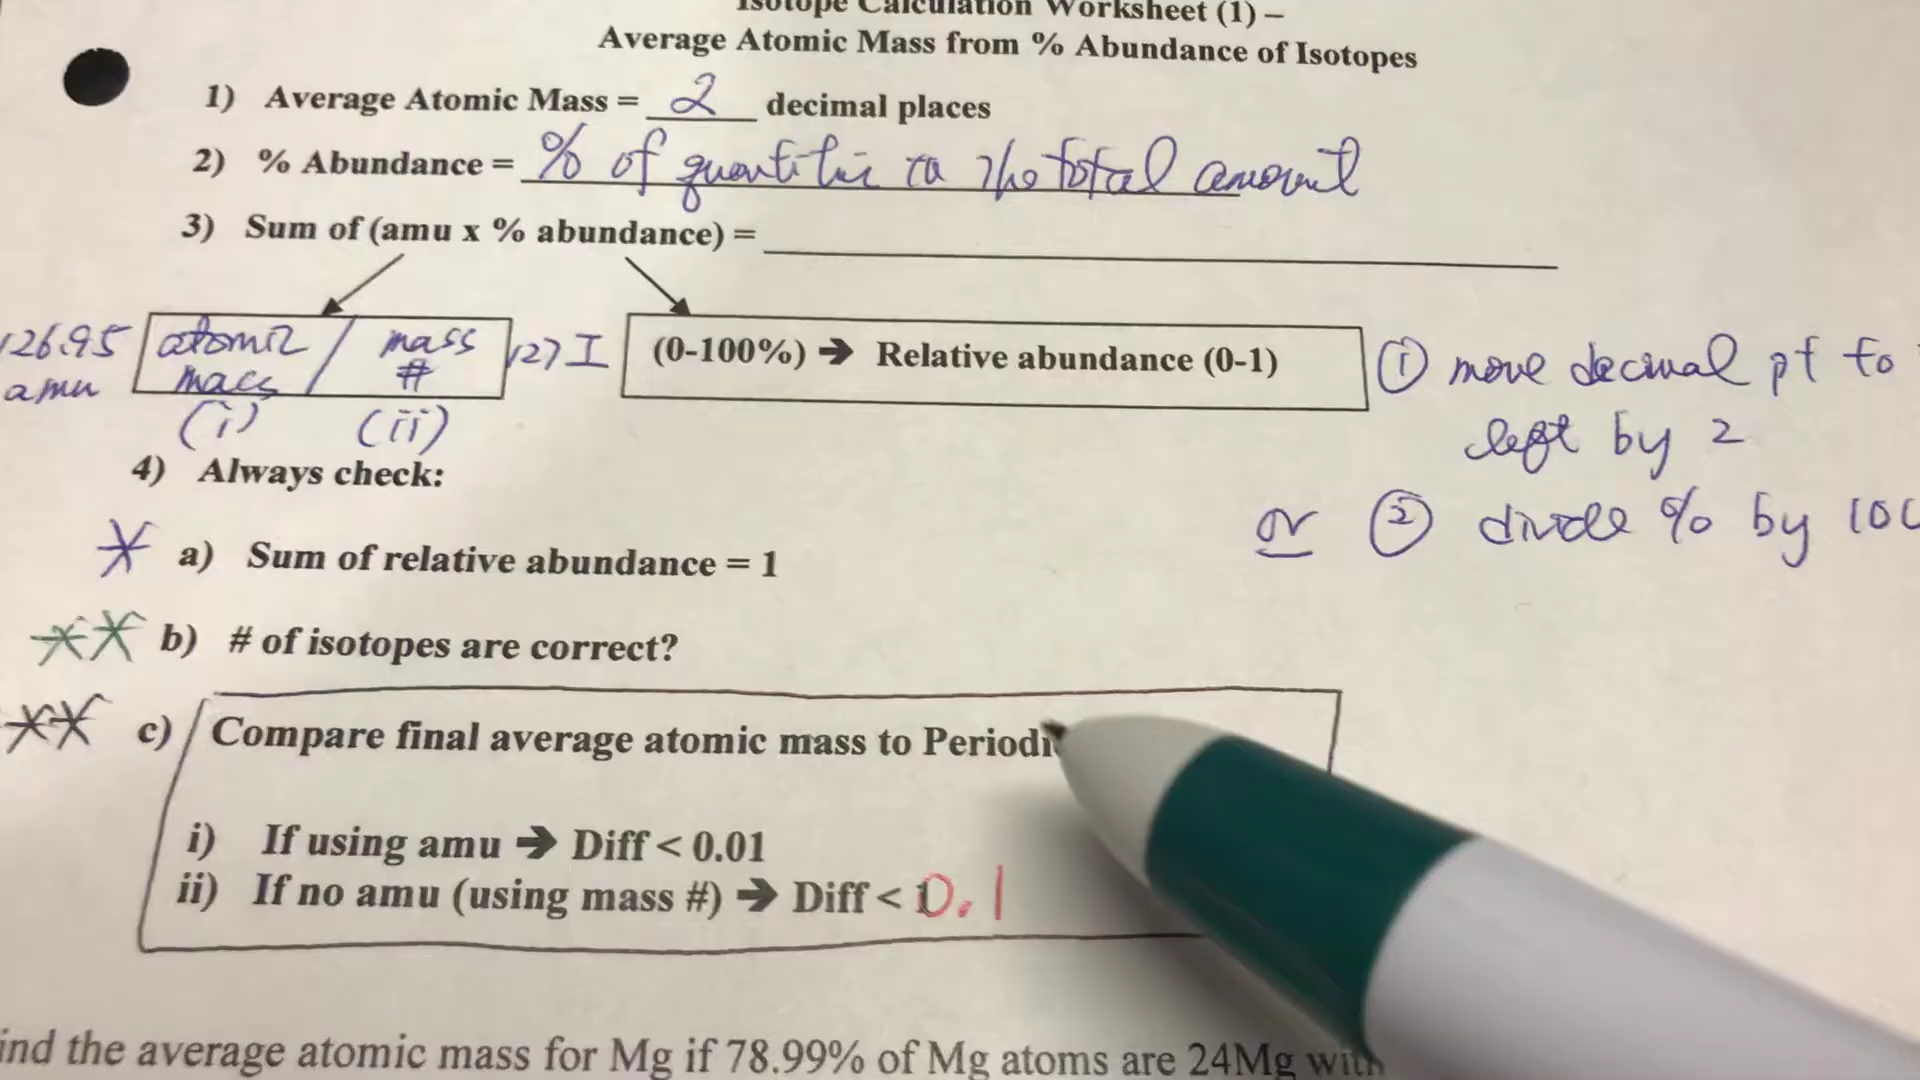 Isotope Calculation Worksheet (1) –
Average Atomic Mass from % Abundance of Isotopes
1) Average Atomic Mass = 2 decimal places
2) % Abundance = % of to the total amount
3) Sum of (amu x % abundance) =
126.95 amu atomic mass / mass # 127 I (0-100%) ➔ Relative abundance (0-1) ① move decimal pt to
left by 2
(i) (ii)
4) Always check:
or ② divide % by
* a) Sum of relative abundance = 1
** b) # of isotopes are correct?
** c) Compare final average atomic mass to
i) If using amu ➔ Diff < 0.01
ii) If no amu (using mass #) ➔ Diff < 0.1
ind the average atomic mass for Mg if 78.99% of Mg atoms are 24Mg with